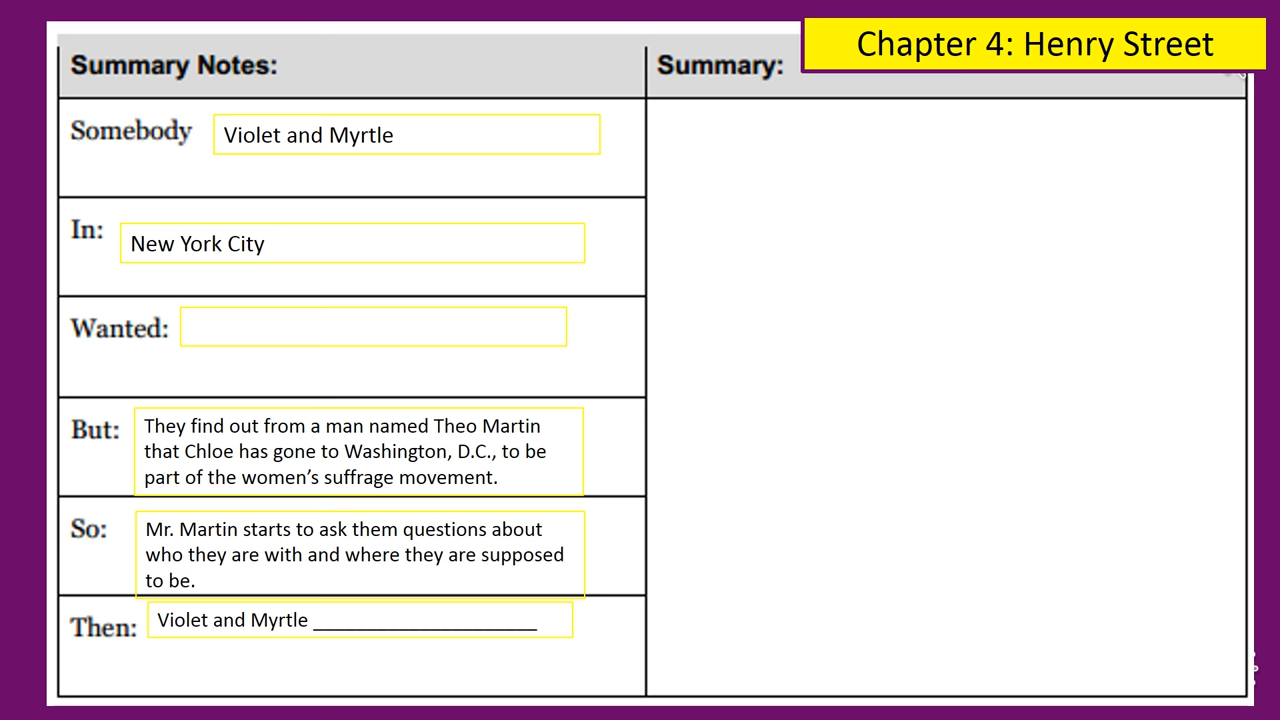 Chapter 4: Henry Street
Summary Notes:
Summary:
Somebody
Violet and Myrtle
In:
New York City
Wanted:
But:
They find out from a man named Theo Martin
that Chloe has gone to Washington, D.C., to be
part of the women’s suffrage movement.
So:
Mr. Martin starts to ask them questions about
who they are with and where they are supposed
to be.
Then:
Violet and Myrtle ____________________